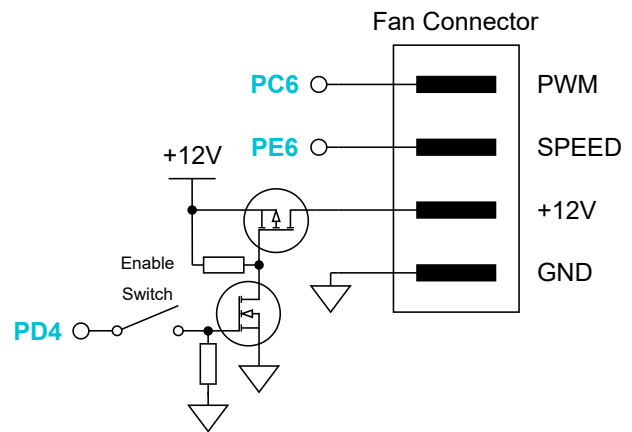 Fan Connector
PC6
PWM
PE6
SPEED
+12V
+12V
Enable
GND
Switch
PD4